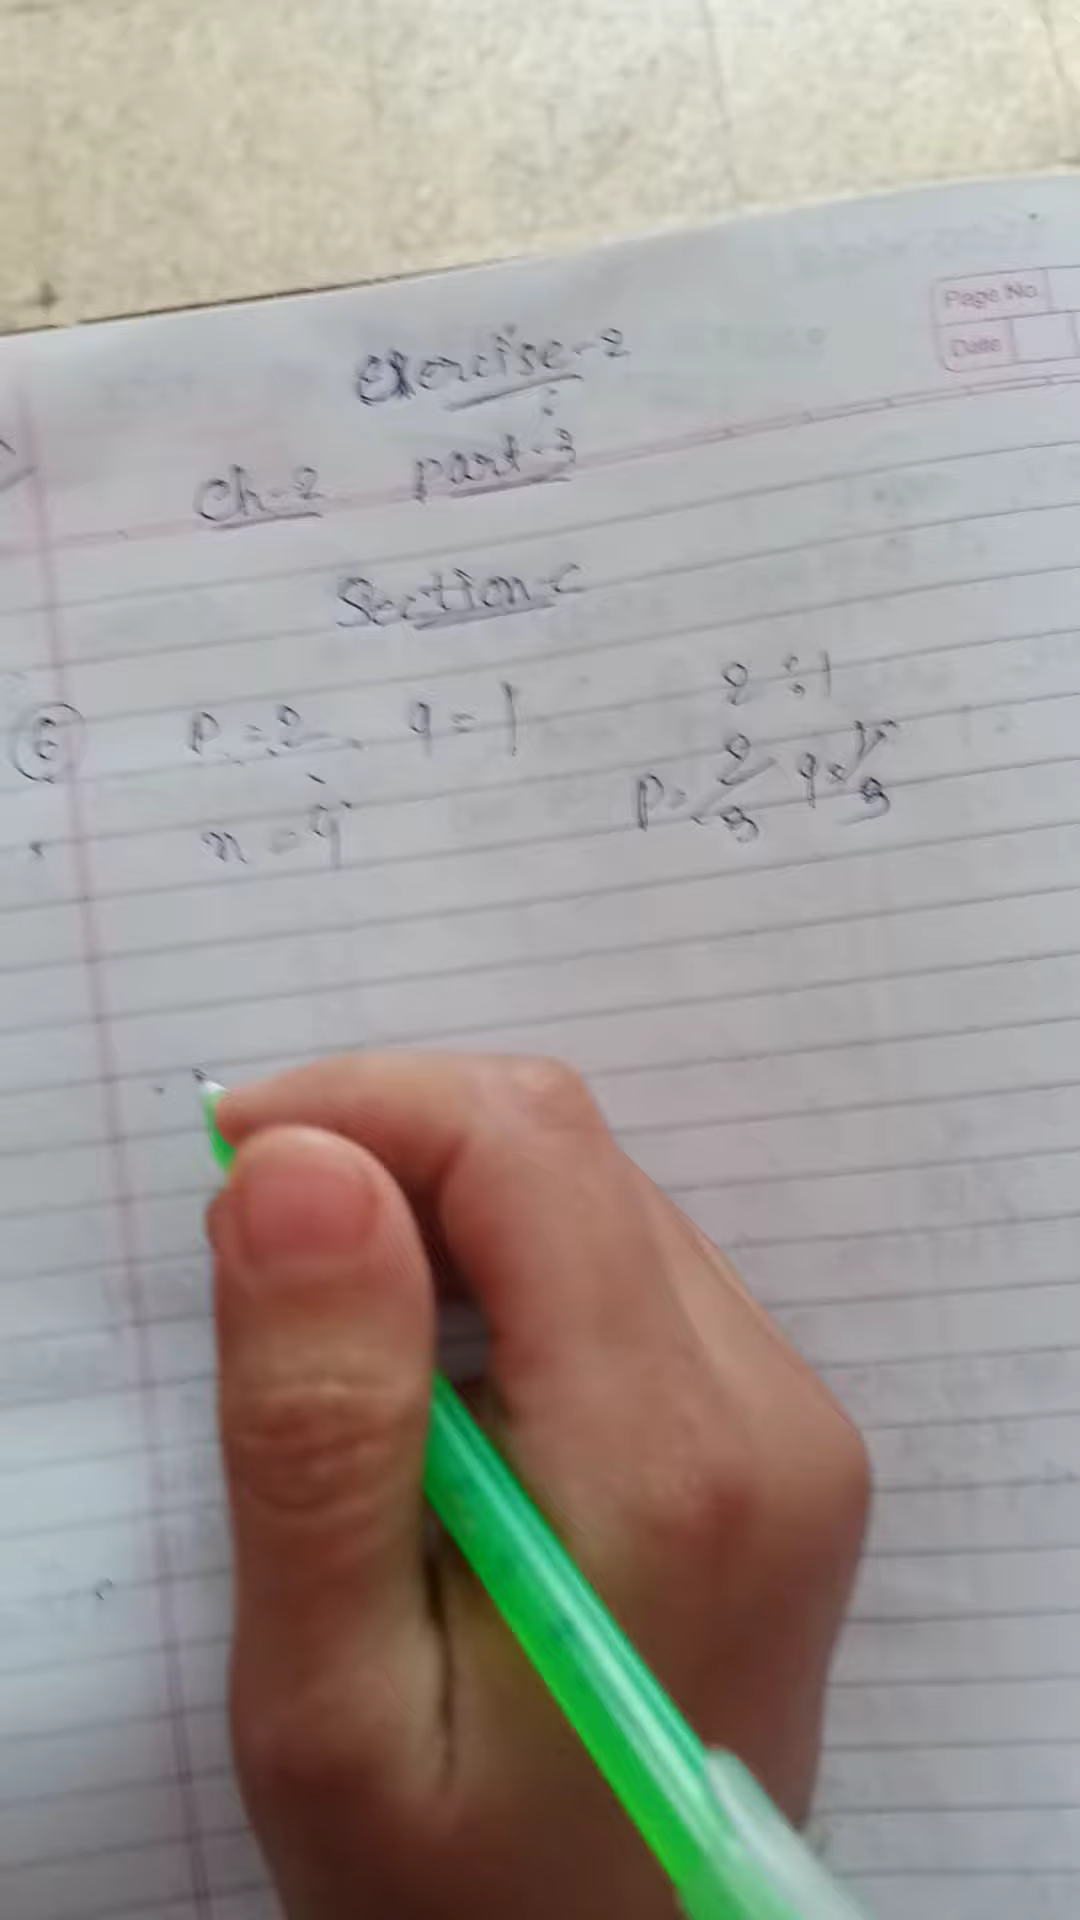 Page No
Date
Exercise-2
Ch-2 Part-3
Section-C
6 P = 2, q = 1 2 : 1
n = 4 P = 2/3 q = 1/3